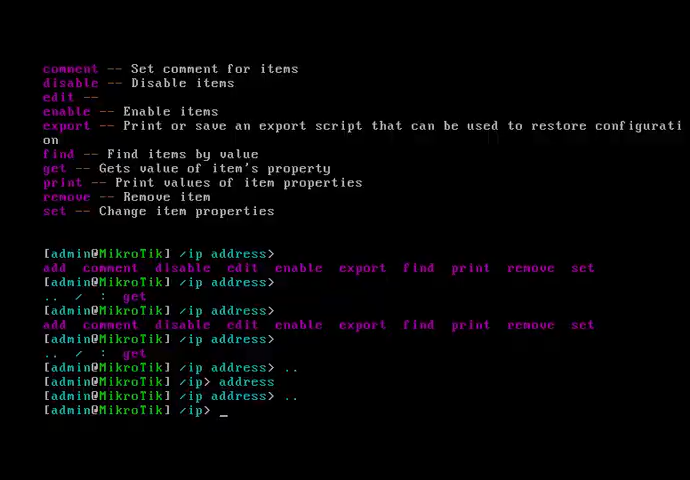 comment -- Set comment for items
disable -- Disable items
edit --
enable -- Enable items
export -- Print or save an export script that can be used to restore configurati
on
find -- Find items by value
get -- Gets value of item's property
print -- Print values of item properties
remove -- Remove item
set -- Change item properties
[admin@MikroTik] /ip address>
add  comment  disable  edit  enable  export  find  print  remove  set
[admin@MikroTik] /ip address>
..  /  :  get
[admin@MikroTik] /ip address>
add  comment  disable  edit  enable  export  find  print  remove  set
[admin@MikroTik] /ip address>
..  /  :  get
[admin@MikroTik] /ip address> ..
[admin@MikroTik] /ip> address
[admin@MikroTik] /ip address> ..
[admin@MikroTik] /ip> _